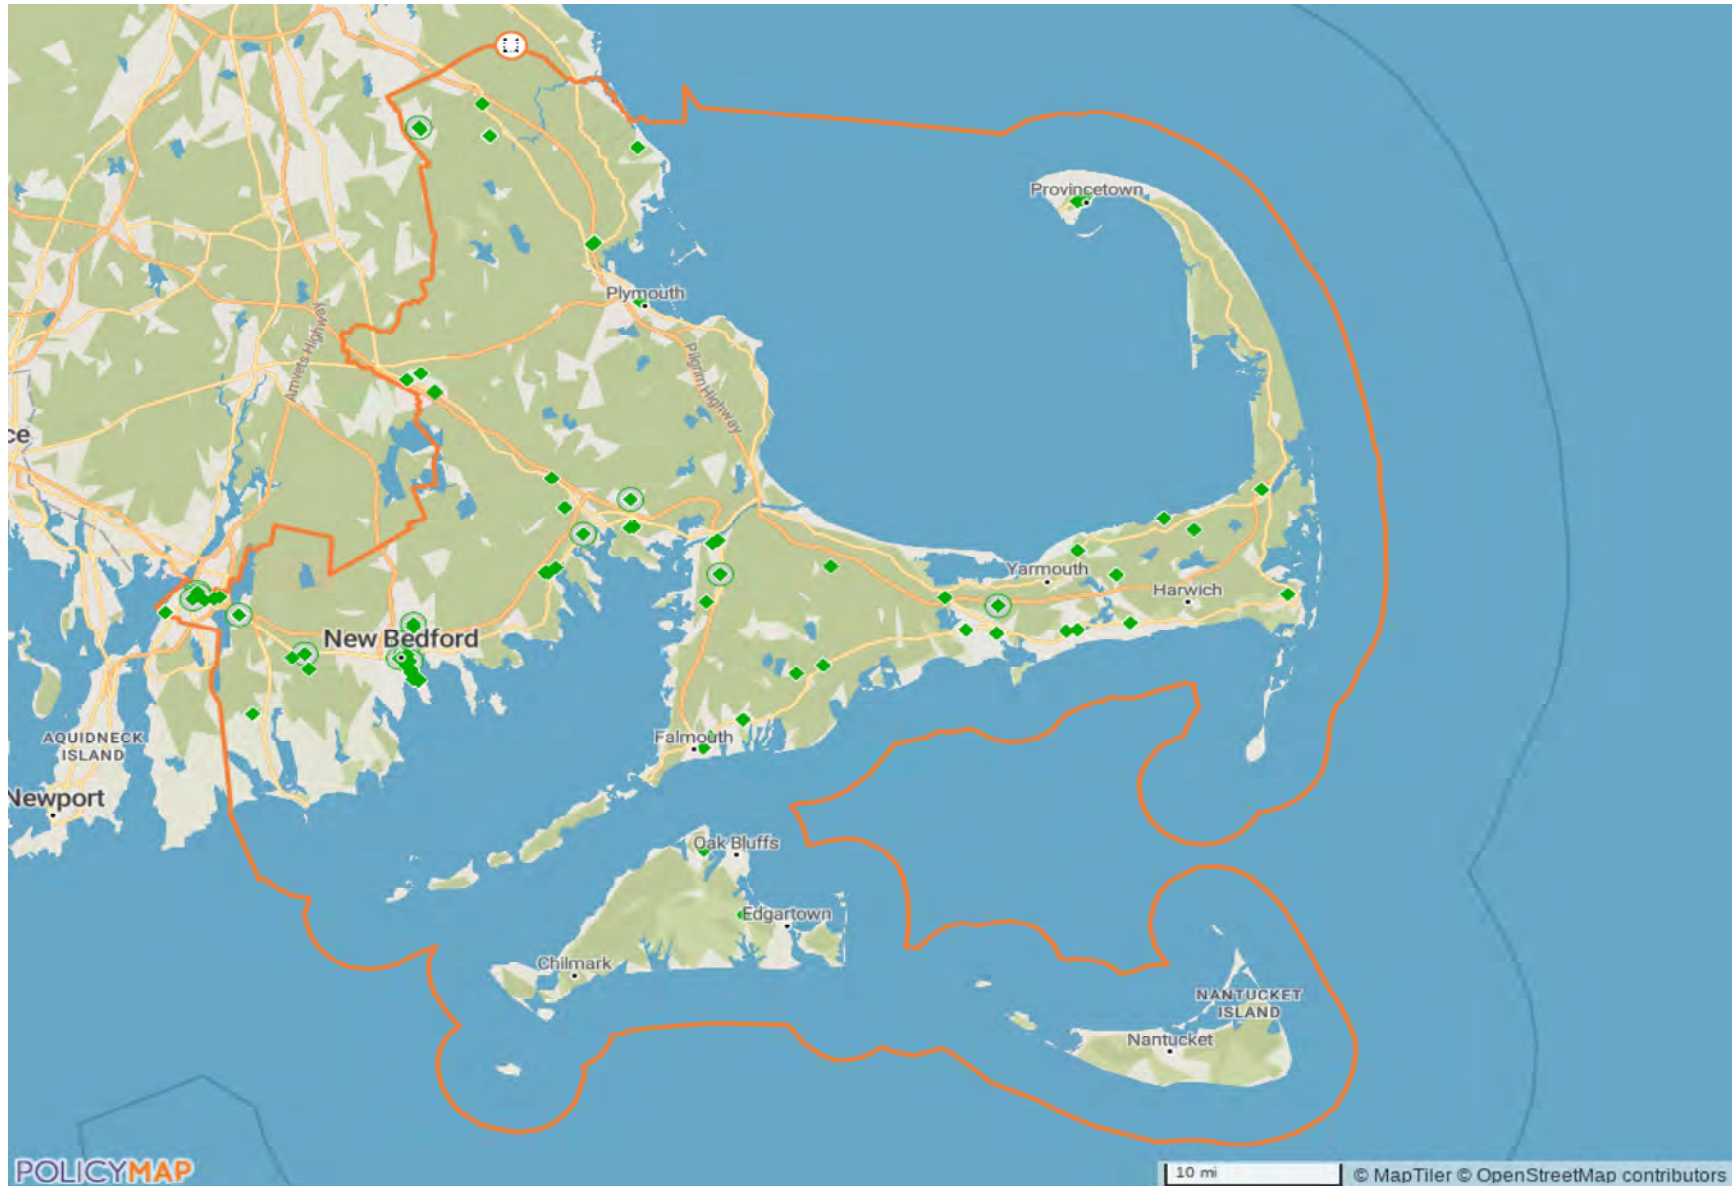 Provincetown
Plymouth
Amvets Highway
Pilgrim Highway
ce
Yarmouth
Harwich
New Bedford
AQUIDNECK
ISLAND
Falmouth
Newport
Oak Bluffs
Edgartown
Chilmark
NANTUCKET
ISLAND
Nantucket
POLICYMAP
10 mi
© MapTiler © OpenStreetMap contributors